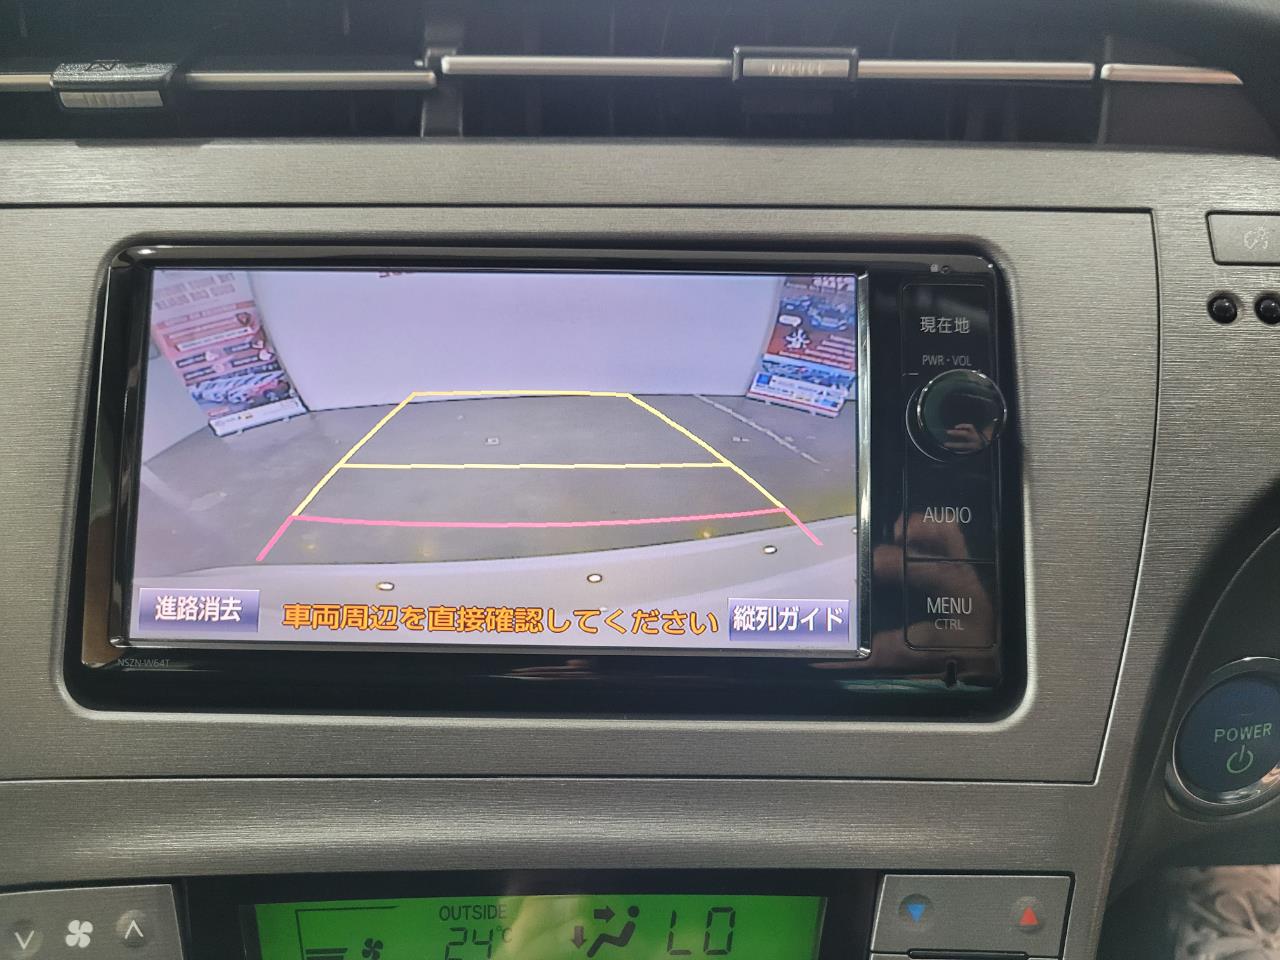 現在地
PWR・VOL
AUDIO
MENU
CTRL
進路消去
車両周辺を直接確認してください
縦列ガイド
NSZN-W64T
POWER
OUTSIDE
24℃
LO